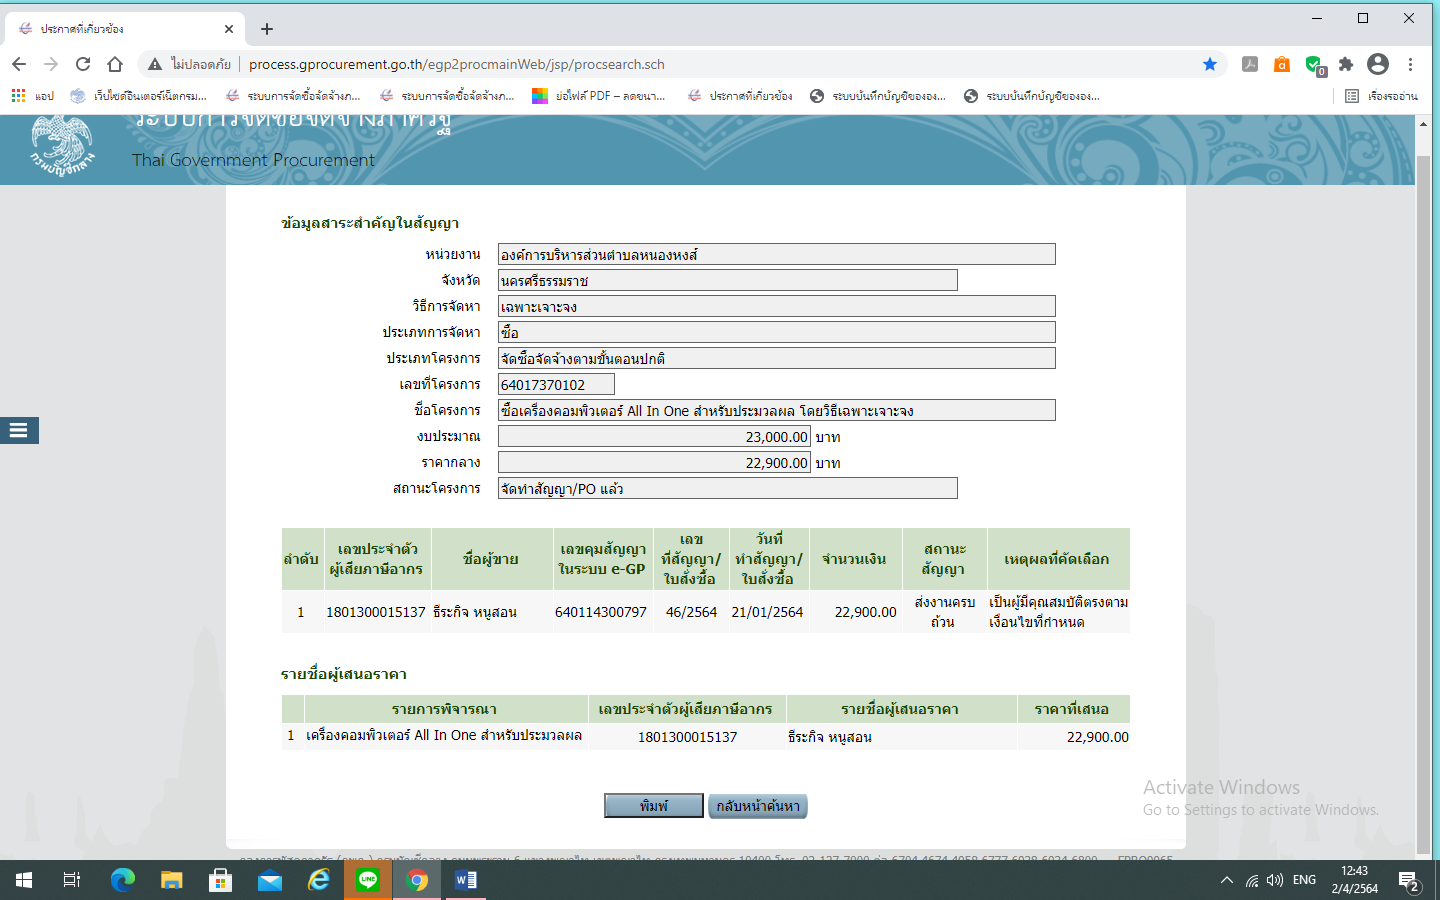 ประกาศที่เกี่ยวข้อง
ไม่ปลอดภัย process.gprocurement.go.th/egp2procmainWeb/jsp/procsearch.sch
0
แอป เว็บไซต์อินเตอร์เน็ตกรม... ระบบการจัดซื้อจัดจ้างภ... ระบบการจัดซื้อจัดจ้างภ... ย่อไฟล์ PDF – ลดขนา... ประกาศที่เกี่ยวข้อง ระบบบันทึกบัญชีขององ... ระบบบันทึกบัญชีขององ... เรื่องรออ่าน
ระบบการจัดซื้อจัดจ้างภาครัฐ
Thai Government Procurement
กรมบัญชีกลาง
ข้อมูลสาระสำคัญในสัญญา
หน่วยงาน องค์การบริหารส่วนตำบลหนองหงส์
จังหวัด นครศรีธรรมราช
วิธีการจัดหา เฉพาะเจาะจง
ประเภทการจัดหา ซื้อ
ประเภทโครงการ จัดซื้อจัดจ้างตามขั้นตอนปกติ
เลขที่โครงการ 64017370102
ชื่อโครงการ ซื้อเครื่องคอมพิวเตอร์ All In One สำหรับประมวลผล โดยวิธีเฉพาะเจาะจง
งบประมาณ 23,000.00 บาท
ราคากลาง 22,900.00 บาท
สถานะโครงการ จัดทำสัญญา/PO แล้ว
ลำดับ เลขประจำตัวผู้เสียภาษีอากร ชื่อผู้ขาย เลขคุมสัญญาในระบบ e-GP เลขที่สัญญา/ใบสั่งซื้อ วันที่ทำสัญญา/ใบสั่งซื้อ จำนวนเงิน สถานะสัญญา เหตุผลที่คัดเลือก
1 1801300015137 ธีระกิจ หนูสอน 640114300797 46/2564 21/01/2564 22,900.00 ส่งงานครบถ้วน เป็นผู้มีคุณสมบัติตรงตามเงื่อนไขที่กำหนด
รายชื่อผู้เสนอราคา
รายการพิจารณา เลขประจำตัวผู้เสียภาษีอากร รายชื่อผู้เสนอราคา ราคาที่เสนอ
1 เครื่องคอมพิวเตอร์ All In One สำหรับประมวลผล 1801300015137 ธีระกิจ หนูสอน 22,900.00
พิมพ์ กลับหน้าค้นหา
Activate Windows
Go to Settings to activate Windows.
LINE
ENG
12:43
2/4/2564
2